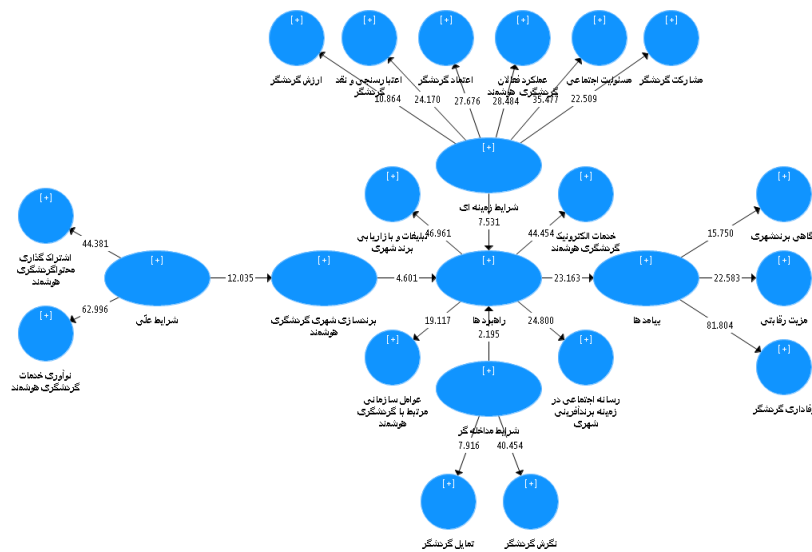 [+] [+] [+] [+] [+] [+]
ارزش گردشگر
اعتبارسنجی و نقد
گردشگر
اعتماد گردشگر
عملکرد فعالان
گردشگری هوشمند
مسئولیت اجتماعی
مشارکت گردشگر
10.864 24.170 27.676 28.484 35.477 22.509
[+]
شرایط زمینه ای
7.531
[+] [+]
تبلیغات و بازاریابی
برند شهری
46.961
خدمات الکترونیک
گردشگری هوشمند
44.454
[+]
اشتراک گذاری
محتواگردشگری
هوشمند
44.381
[+]
آگاهی برندشهری
15.750
[+] [+] [+] [+] [+]
شرایط علّی
12.035
برندسازی شهری گردشگری
هوشمند
4.601
راهبردها
23.163
پیامدها
22.583
مزیت رقابتی
62.996
[+]
نوآوری خدمات
گردشگری هوشمند
81.804
[+]
وفاداری گردشگر
19.117 2.195 24.800
[+] [+]
عوامل سازمانی
مرتبط با گردشگری
هوشمند
رسانه اجتماعی در
زمینه برندآفرینی
شهری
[+]
شرایط مداخله گر
7.916 40.454
[+] [+]
تمایل گردشگر
نگرش گردشگر